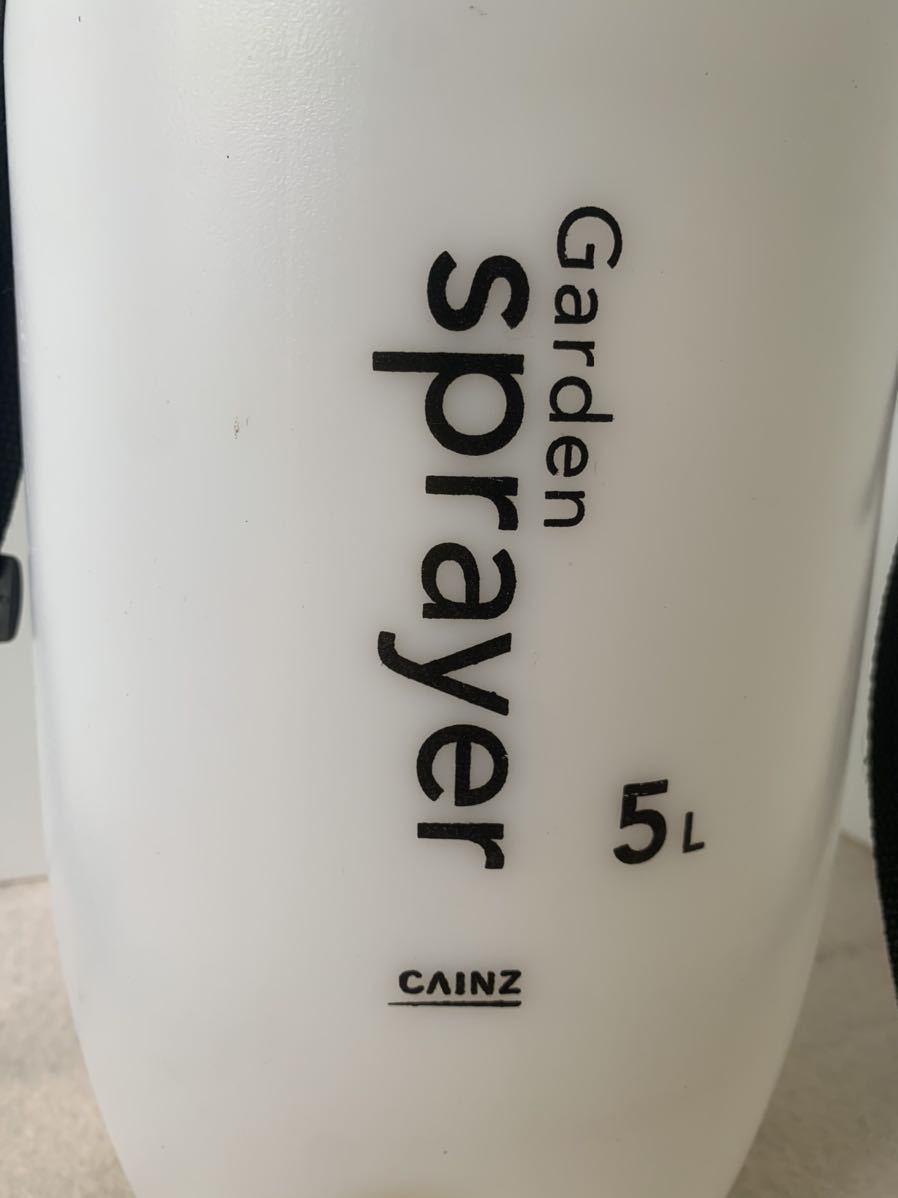 Garden
sprayer
5L
CAINZ